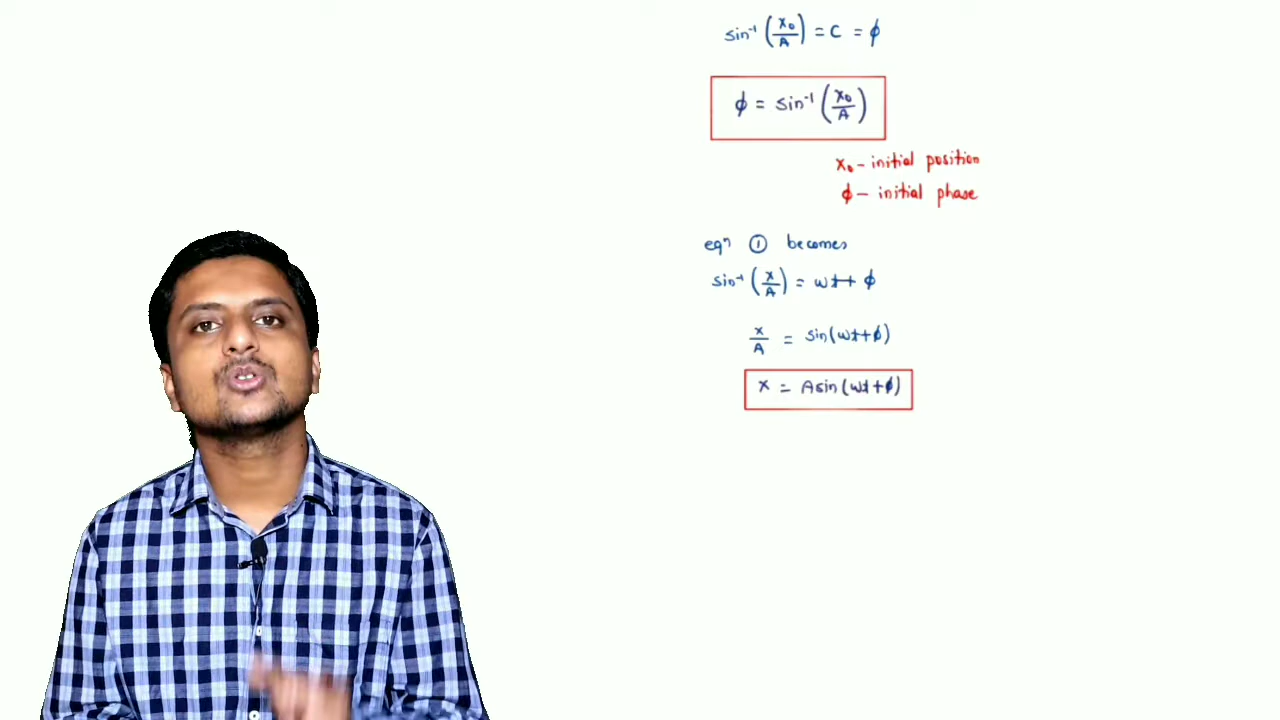 sin⁻¹ (x₀/A) = C = ϕ
ϕ = sin⁻¹ (x₀/A)
x₀ - initial position
ϕ - initial phase
eqⁿ ① becomes
sin⁻¹ (x/A) = ωt + ϕ
x/A = sin(ωt+ϕ)
x = Asin(ωt+ϕ)